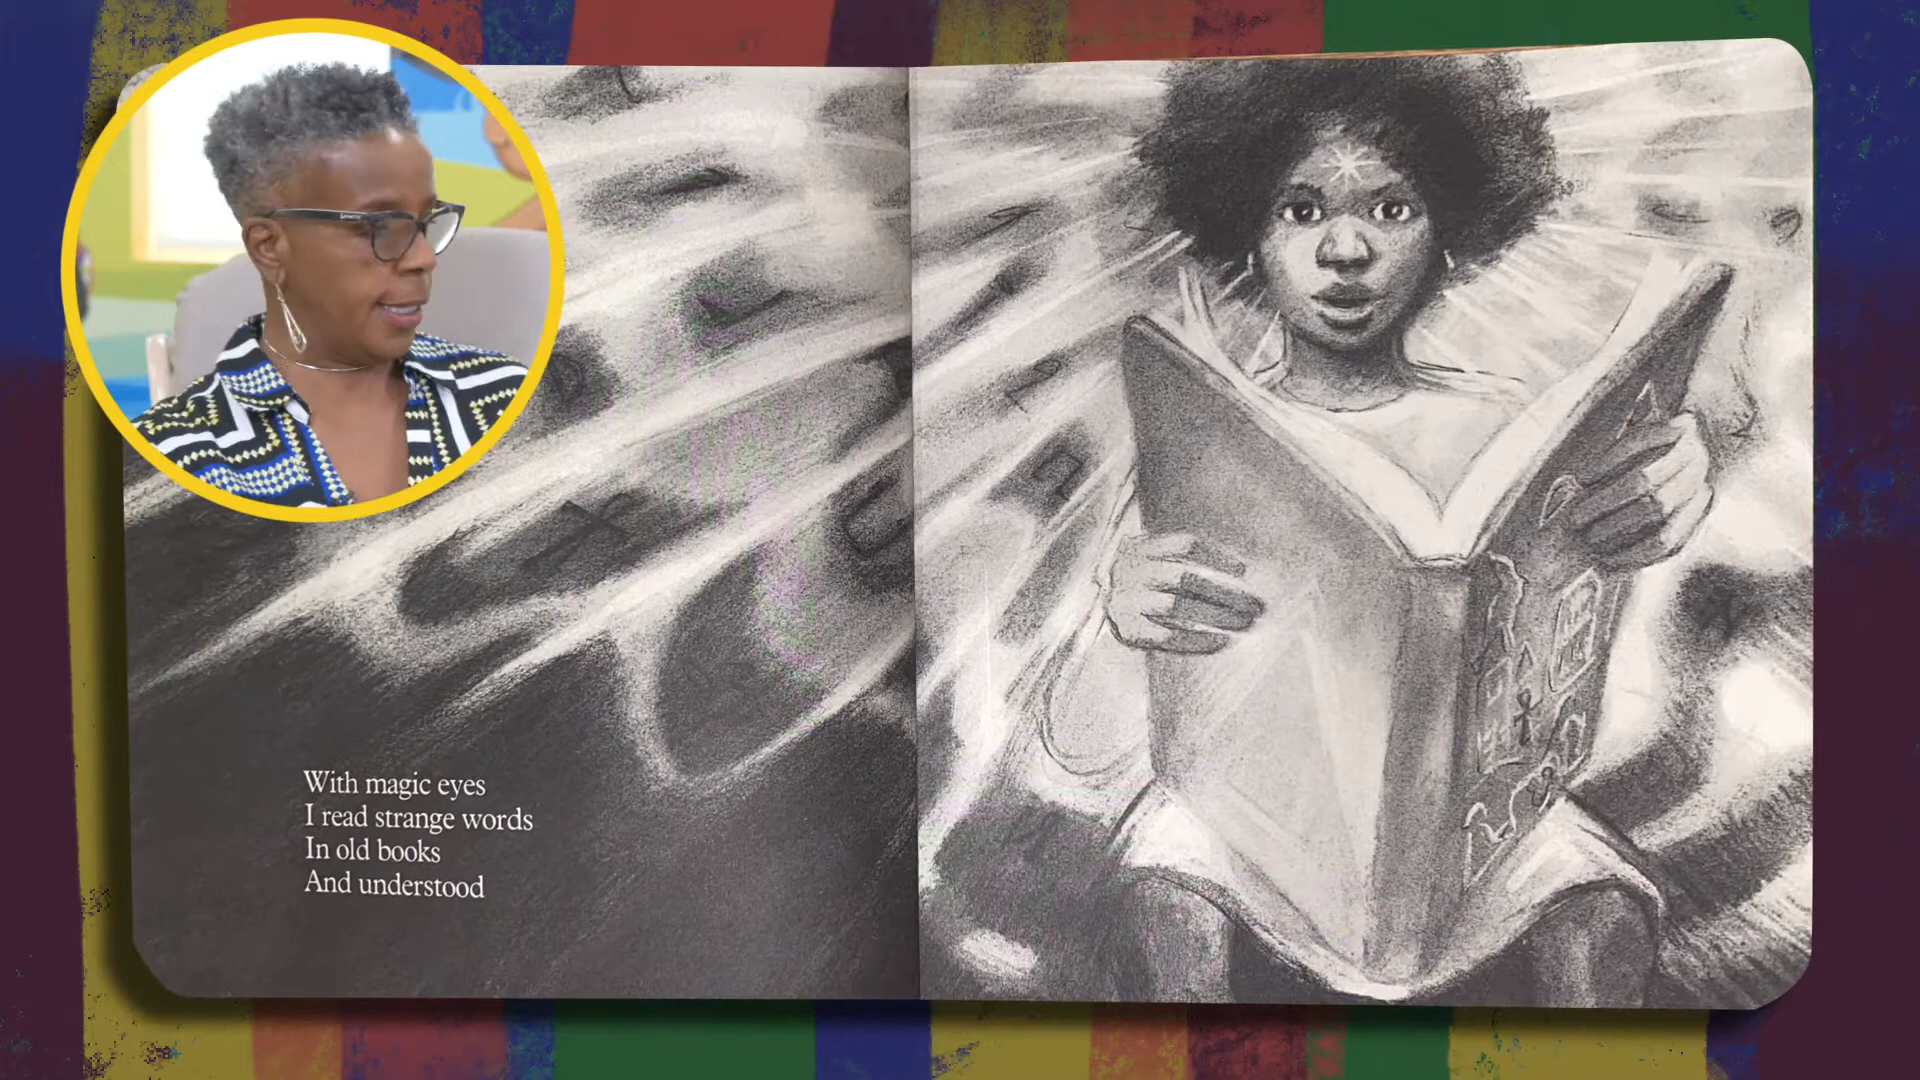 With magic eyes
I read strange words
In old books
And understood